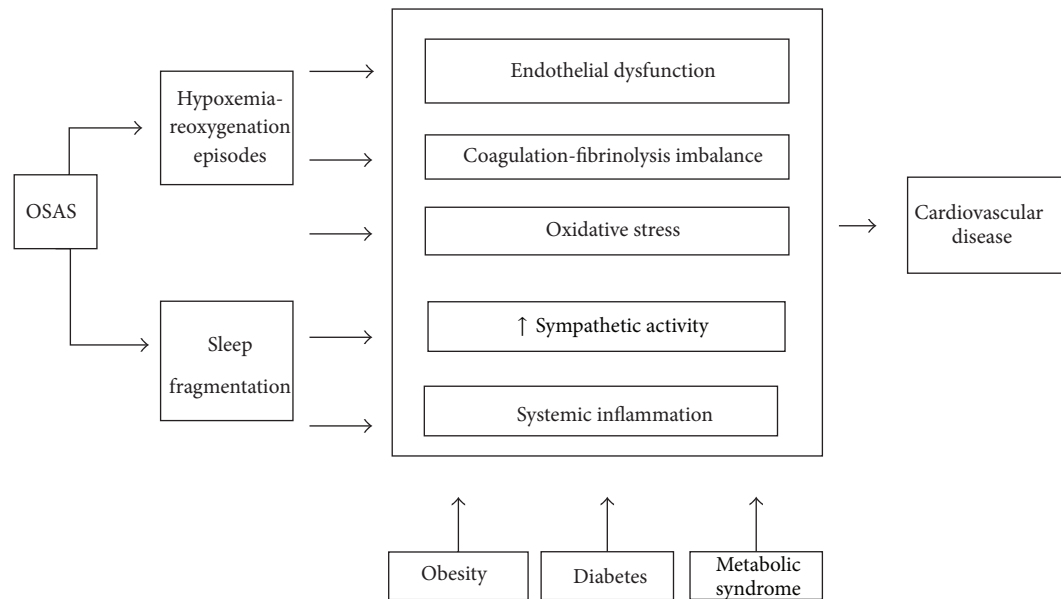 OSAS
Hypoxemia-
reoxygenation
episodes
Sleep
fragmentation
Endothelial dysfunction
Coagulation-fibrinolysis imbalance
Oxidative stress
↑ Sympathetic activity
Systemic inflammation
Cardiovascular
disease
Obesity
Diabetes
Metabolic
syndrome